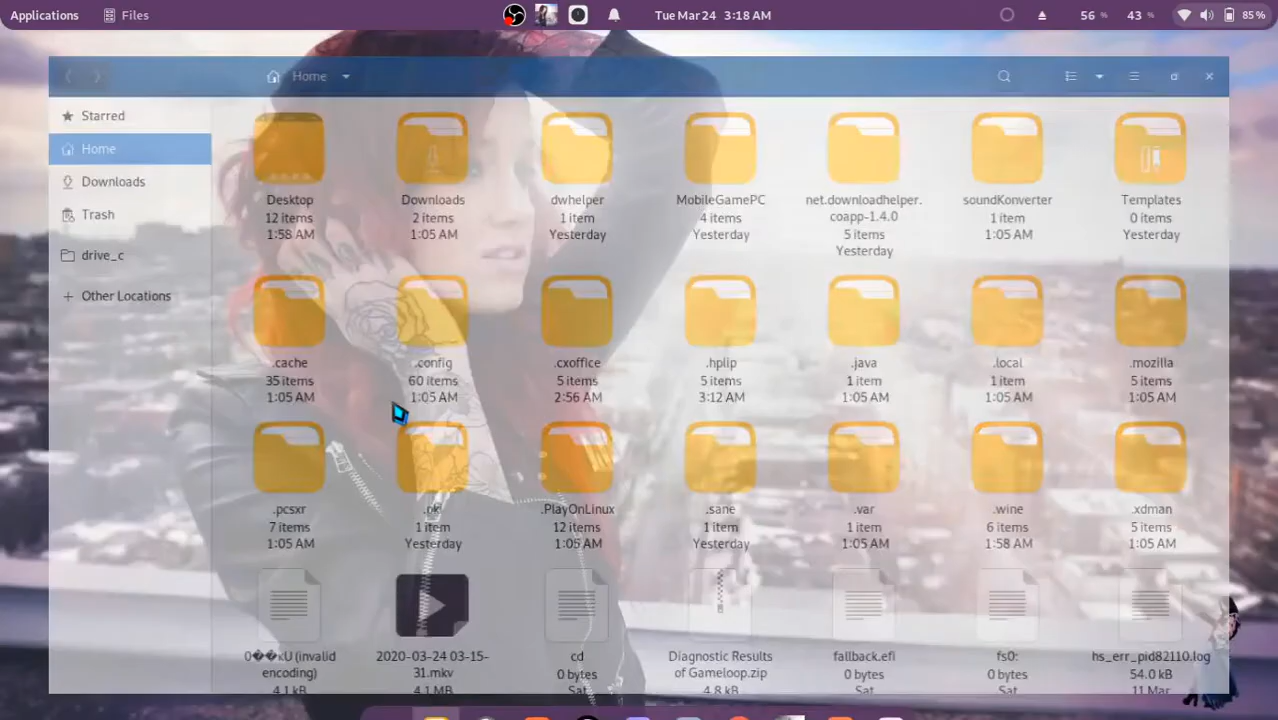 Applications Files Tue Mar 24 3:18 AM 56 % 43 % 85 %
Home
Starred
Home
Downloads
Trash
drive_c
Other Locations
Desktop
12 items
1:58 AM
Downloads
2 items
1:05 AM
dwhelper
1 item
Yesterday
MobileGamePC
4 items
Yesterday
net.downloadhelper.
coapp-1.4.0
5 items
Yesterday
soundKonverter
1 item
1:05 AM
Templates
0 items
Yesterday
.cache
35 items
1:05 AM
.config
60 items
1:05 AM
.cxoffice
5 items
2:56 AM
.hplip
5 items
3:12 AM
.java
1 item
1:05 AM
.local
1 item
1:05 AM
.mozilla
5 items
1:05 AM
.pcsxr
7 items
1:05 AM
.pki
1 item
Yesterday
.PlayOnLinux
12 items
1:05 AM
.sane
1 item
Yesterday
.var
1 item
1:05 AM
.wine
6 items
1:58 AM
.xdman
5 items
1:05 AM
0��кU (invalid
encoding)
4.1 kB
2020-03-24 03-15-
31.mkv
4.1 MB
cd
0 bytes
Sat
Diagnostic Results
of Gameloop.zip
4.8 kB
fallback.efi
0 bytes
Sat
fs0:
0 bytes
Sat
hs_err_pid82110.log
54.0 kB
11 Mar